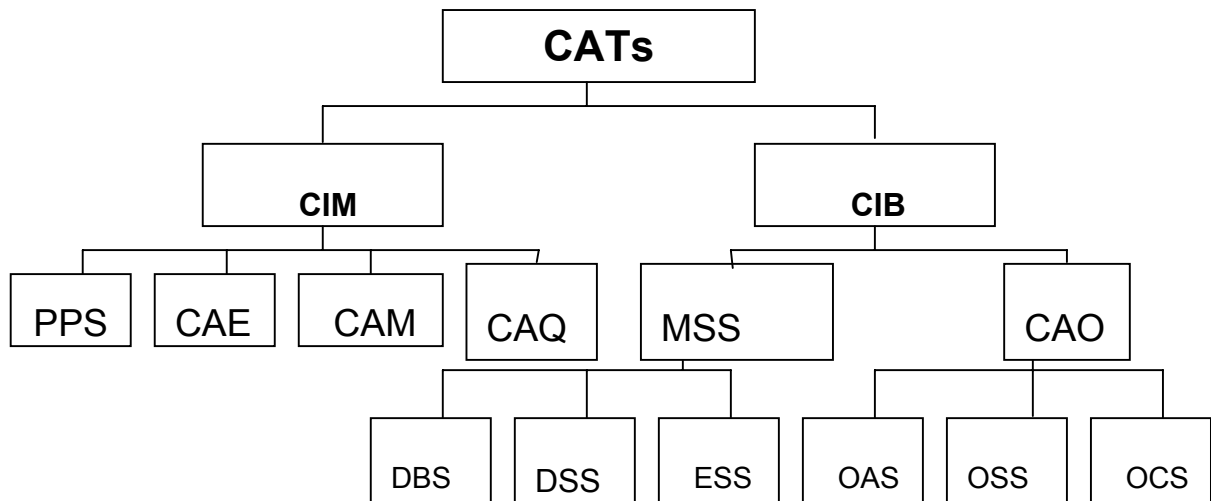 CATs
CIM
CIB
PPS
CAE
CAM
CAQ
MSS
CAO
DBS
DSS
ESS
OAS
OSS
OCS